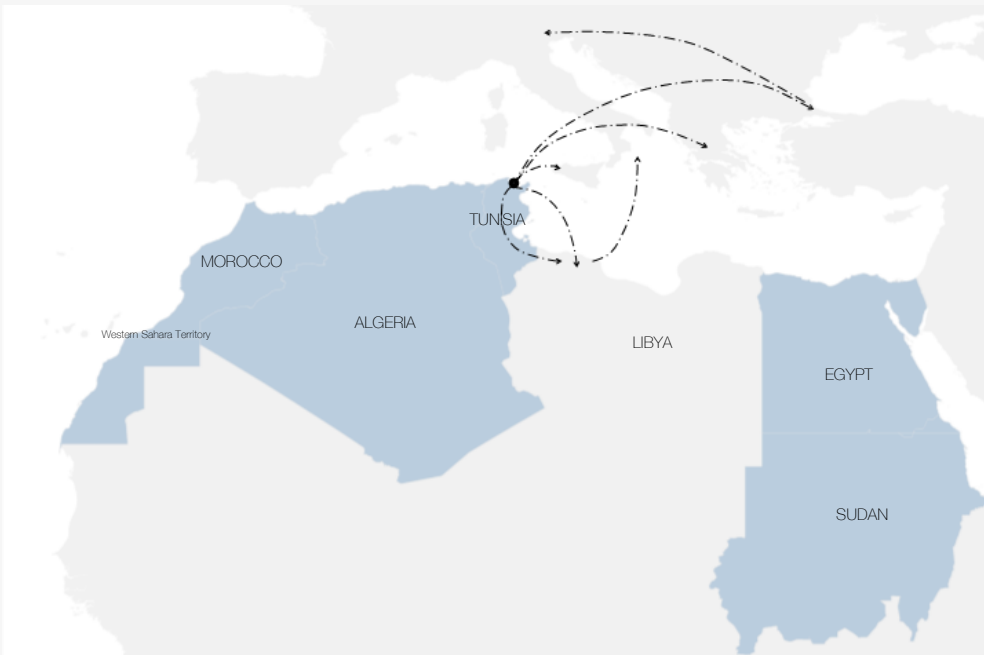 TUNISIA
MOROCCO
ALGERIA
Western Sahara Territory
LIBYA
EGYPT
SUDAN